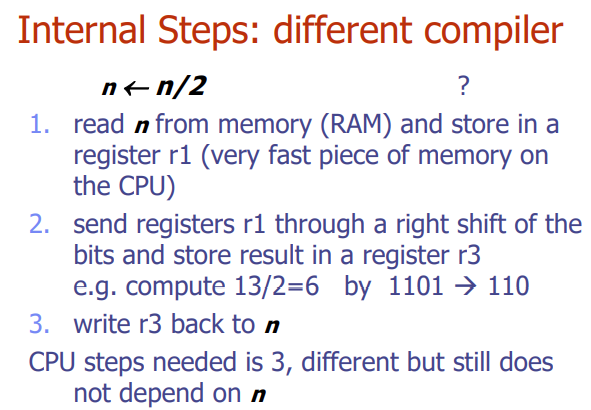 Internal Steps: different compiler
n ← n/2 ?
1. read n from memory (RAM) and store in a
register r1 (very fast piece of memory on
the CPU)
2. send registers r1 through a right shift of the
bits and store result in a register r3
e.g. compute 13/2=6 by 1101 → 110
3. write r3 back to n
CPU steps needed is 3, different but still does
not depend on n